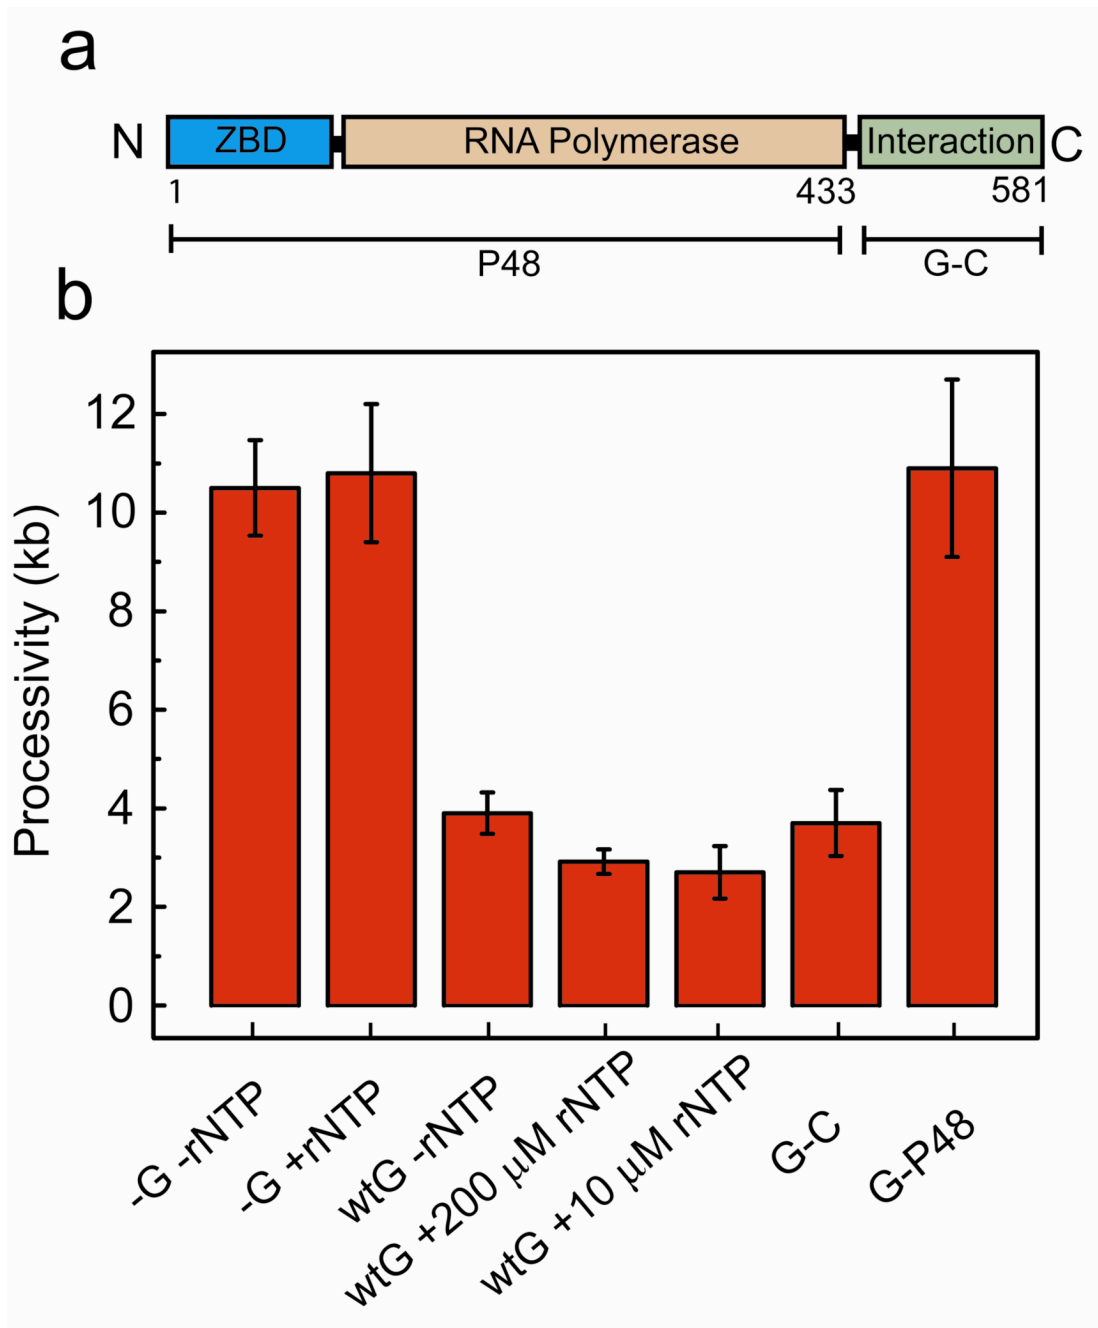 a
N ZBD RNA Polymerase Interaction C
1 433 581
P48 G-C
b
Processivity (kb)
12
10
8
6
4
2
0
-G -rNTP
-G +rNTP
wtG -rNTP
wtG +200 μM rNTP
wtG +10 μM rNTP
G-C
G-P48